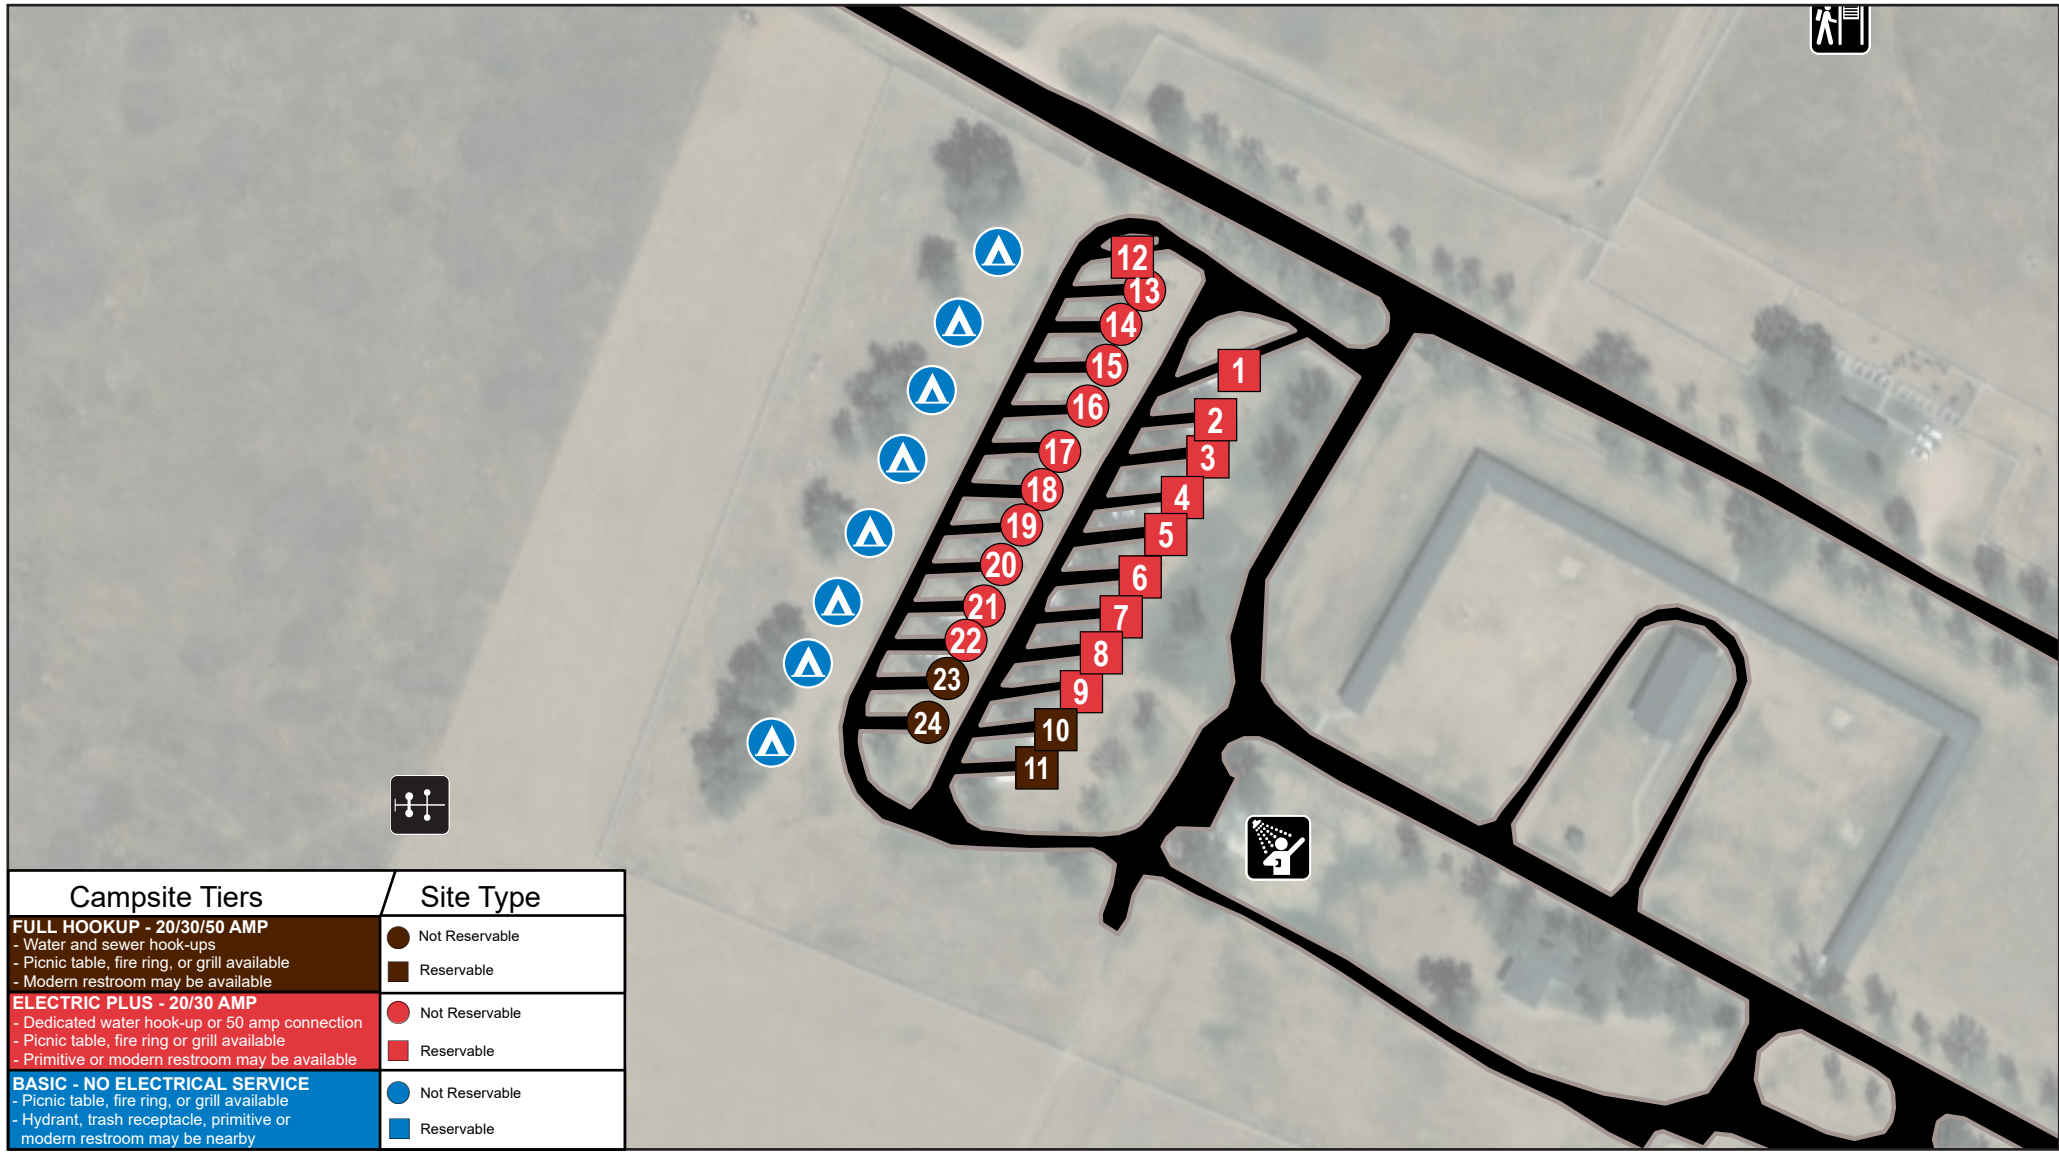 12
13
14
15
16
17
18
19
20
21
22
23
24
1
2
3
4
5
6
7
8
9
10
11
Campsite Tiers
Site Type
FULL HOOKUP - 20/30/50 AMP
- Water and sewer hook-ups
- Picnic table, fire ring, or grill available
- Modern restroom may be available
Not Reservable
Reservable
ELECTRIC PLUS - 20/30 AMP
- Dedicated water hook-up or 50 amp connection
- Picnic table, fire ring or grill available
- Primitive or modern restroom may be available
Not Reservable
Reservable
BASIC - NO ELECTRICAL SERVICE
- Picnic table, fire ring, or grill available
- Hydrant, trash receptacle, primitive or
modern restroom may be nearby
Not Reservable
Reservable